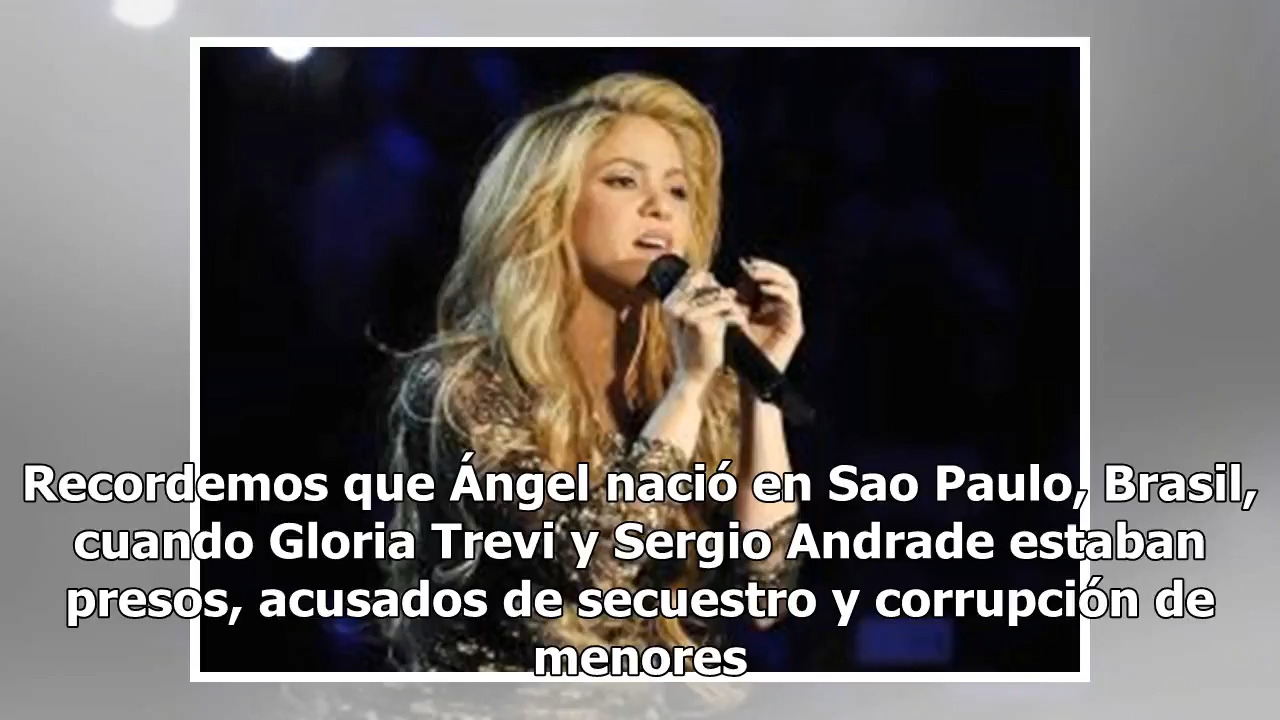 Recordemos que Ángel nació en Sao Paulo, Brasil,
cuando Gloria Trevi y Sergio Andrade estaban
presos, acusados de secuestro y corrupción de
menores